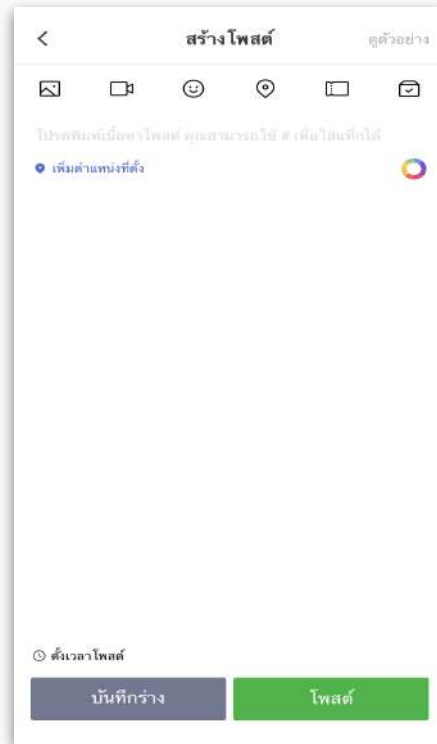 สร้างโพสต์ ดูตัวอย่าง
โปรดพิมพ์เนื้อหาโพสต์ คุณสามารถใช้ # เพื่อใส่แท็กได้
เพิ่มตำแหน่งที่ตั้ง
ตั้งเวลาโพสต์
บันทึกร่าง โพสต์